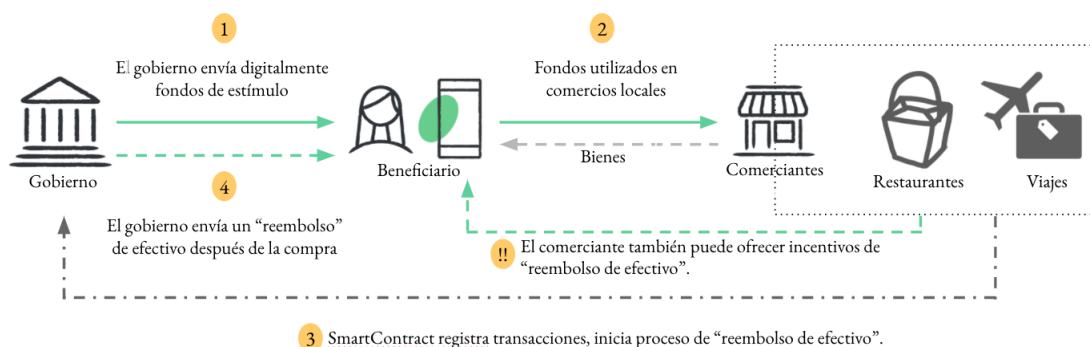 1
El gobierno envía digitalmente
fondos de estímulo
2
Fondos utilizados en
comercios locales
Bienes
Gobierno
Beneficiario
Comerciantes
Restaurantes
Viajes
4
El gobierno envía un “reembolso”
de efectivo después de la compra
!! El comerciante también puede ofrecer incentivos de
“reembolso de efectivo”.
3 SmartContract registra transacciones, inicia proceso de “reembolso de efectivo”.